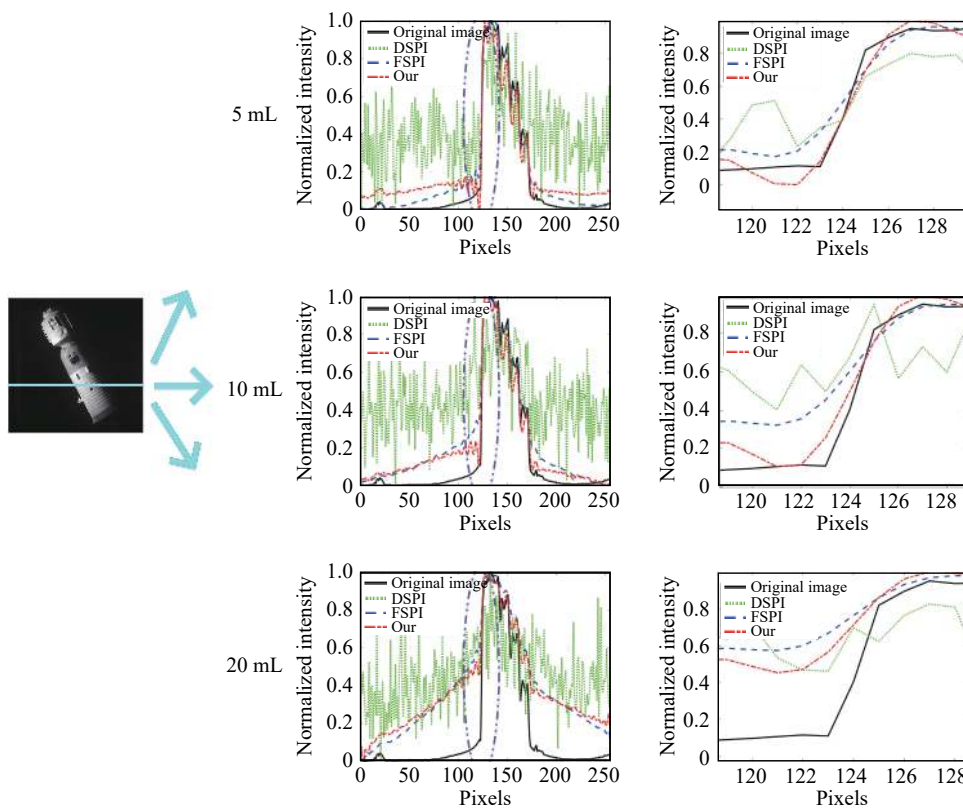 5 mL
Normalized intensity
1.0
0.8
0.6
0.4
0.2
0
Original image
DSPI
FSPI
Our
0 50 100 150 200 250
Pixels
Normalized intensity
0.8
0.6
0.4
0.2
0
Original image
DSPI
FSPI
Our
120 122 124 126 128
Pixels
10 mL
Normalized intensity
1.0
0.8
0.6
0.4
0.2
0
Original image
DSPI
FSPI
Our
0 50 100 150 200 250
Pixels
Normalized intensity
0.8
0.6
0.4
0.2
0
Original image
DSPI
FSPI
Our
120 122 124 126 128
Pixels
20 mL
Normalized intensity
1.0
0.8
0.6
0.4
0.2
0
Original image
DSPI
FSPI
Our
0 50 100 150 200 250
Pixels
Normalized intensity
0.8
0.6
0.4
0.2
0
Original image
DSPI
FSPI
Our
120 122 124 126 128
Pixels